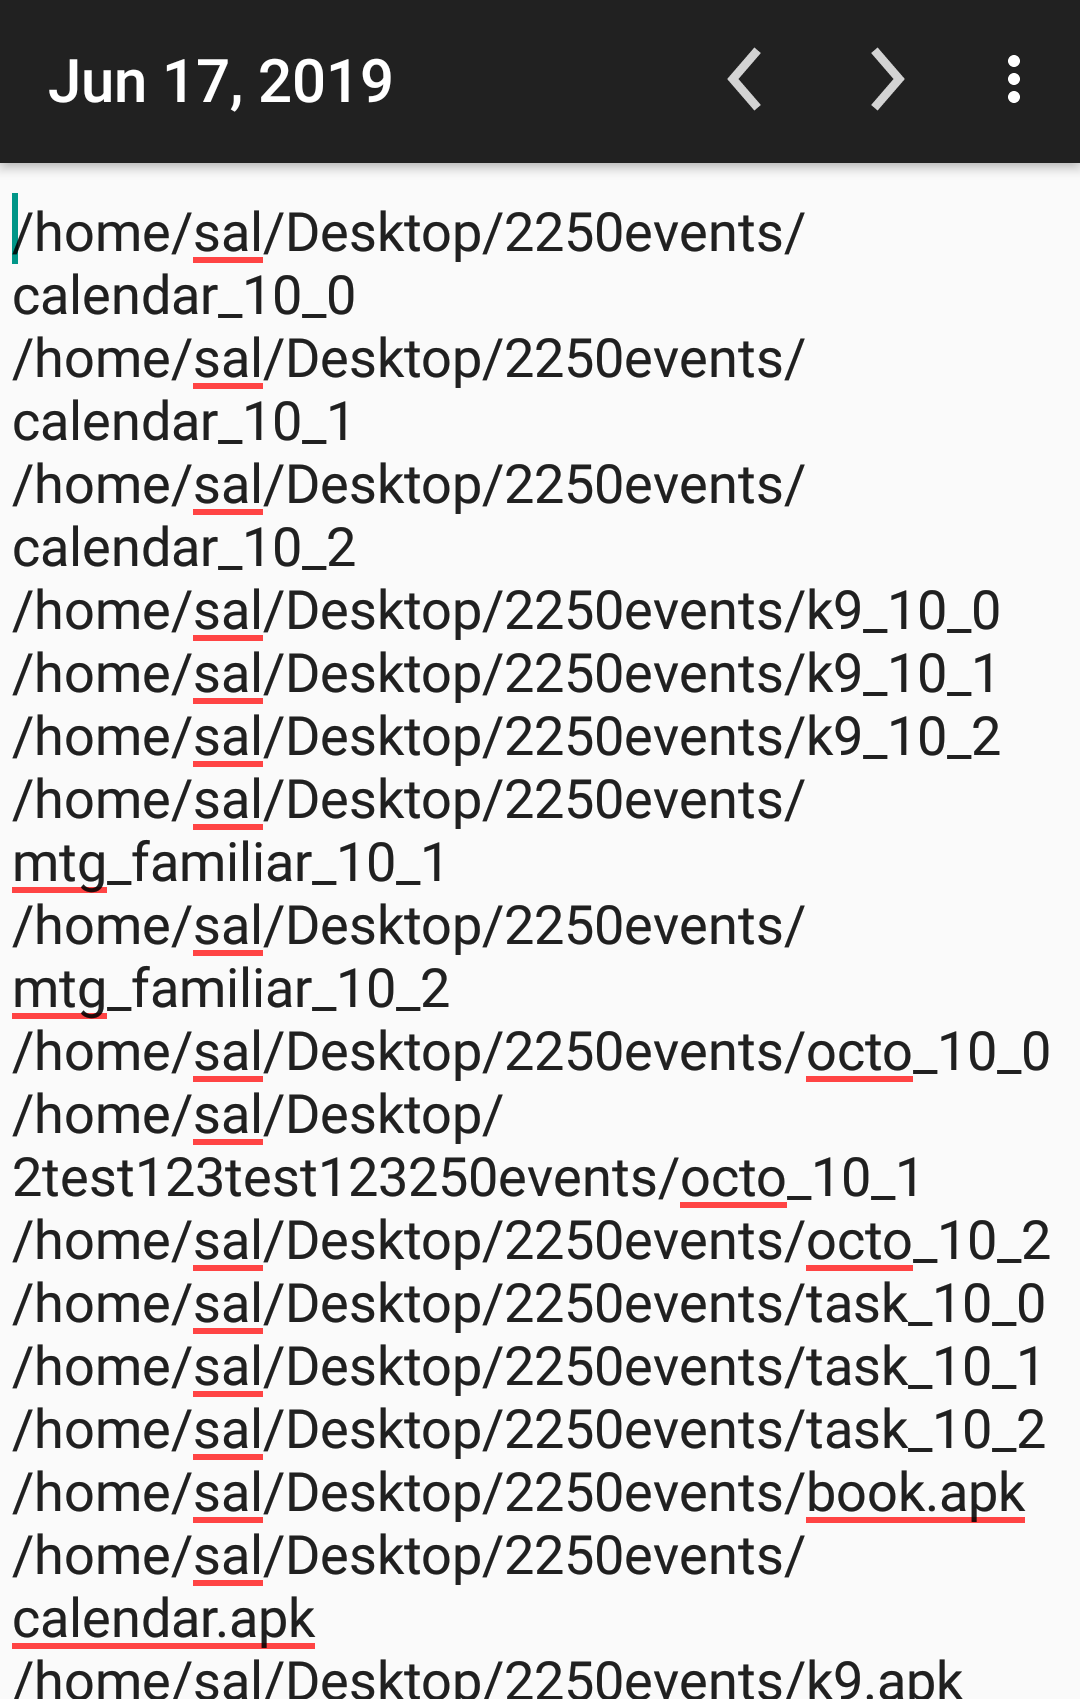 Jun 17, 2019
/home/sal/Desktop/2250events/
calendar_10_0
/home/sal/Desktop/2250events/
calendar_10_1
/home/sal/Desktop/2250events/
calendar_10_2
/home/sal/Desktop/2250events/k9_10_0
/home/sal/Desktop/2250events/k9_10_1
/home/sal/Desktop/2250events/k9_10_2
/home/sal/Desktop/2250events/
mtg_familiar_10_1
/home/sal/Desktop/2250events/
mtg_familiar_10_2
/home/sal/Desktop/2250events/octo_10_0
/home/sal/Desktop/
2test123test123250events/octo_10_1
/home/sal/Desktop/2250events/octo_10_2
/home/sal/Desktop/2250events/task_10_0
/home/sal/Desktop/2250events/task_10_1
/home/sal/Desktop/2250events/task_10_2
/home/sal/Desktop/2250events/book.apk
/home/sal/Desktop/2250events/
calendar.apk
/home/sal/Desktop/2250events/k9.apk